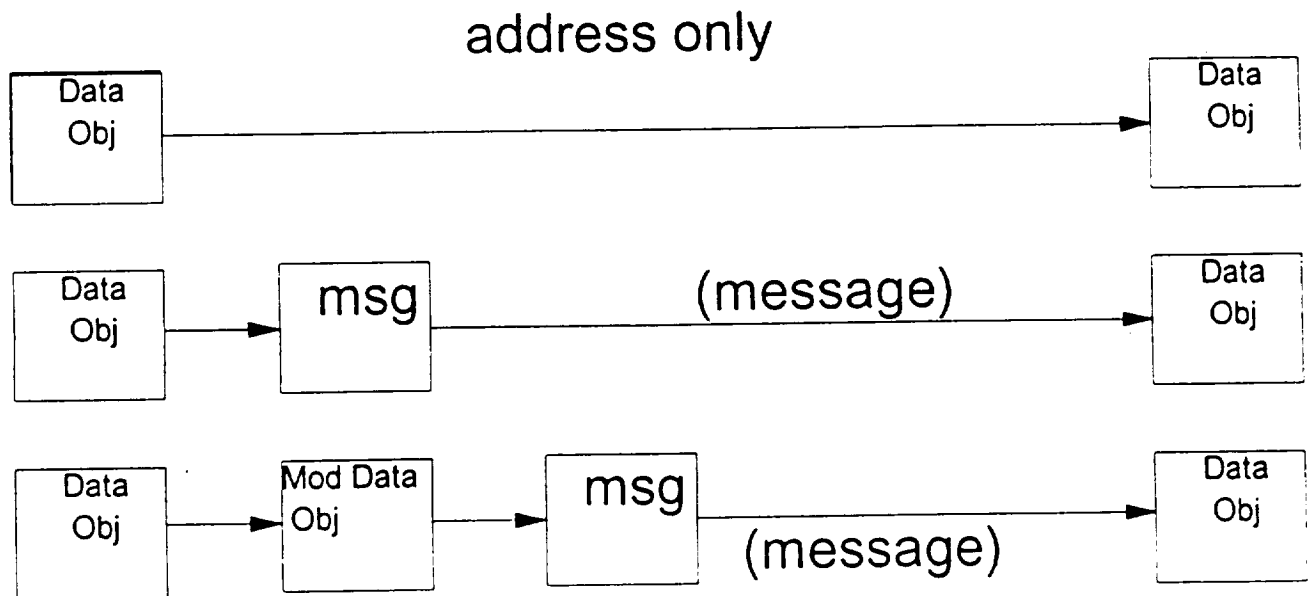 address only
Data
Obj
Data
Obj
Data
Obj
msg
(message)
Data
Obj
Data
Obj
Mod Data
Obj
msg
(message)
Data
Obj